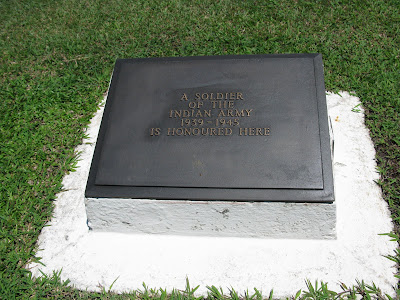 A SOLDIER
OF THE
INDIAN ARMY
1939-1945
IS HONOURED HERE